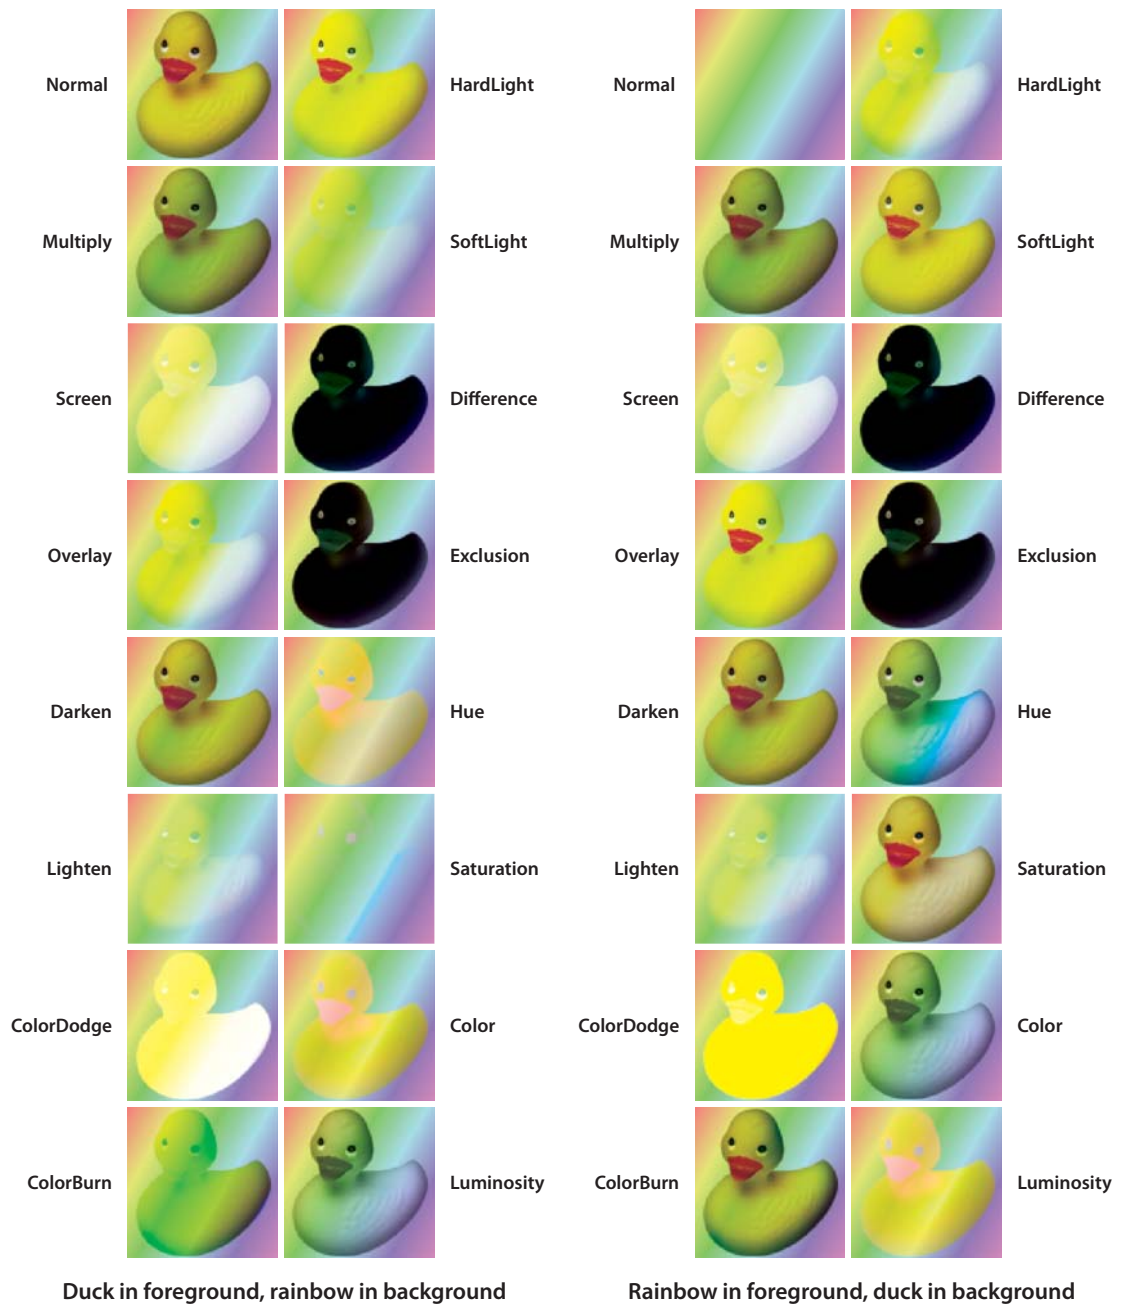 Normal HardLight Normal HardLight
Multiply SoftLight Multiply SoftLight
Screen Difference Screen Difference
Overlay Exclusion Overlay Exclusion
Darken Hue Darken Hue
Lighten Saturation Lighten Saturation
ColorDodge Color ColorDodge Color
ColorBurn Luminosity ColorBurn Luminosity
Duck in foreground, rainbow in background Rainbow in foreground, duck in background